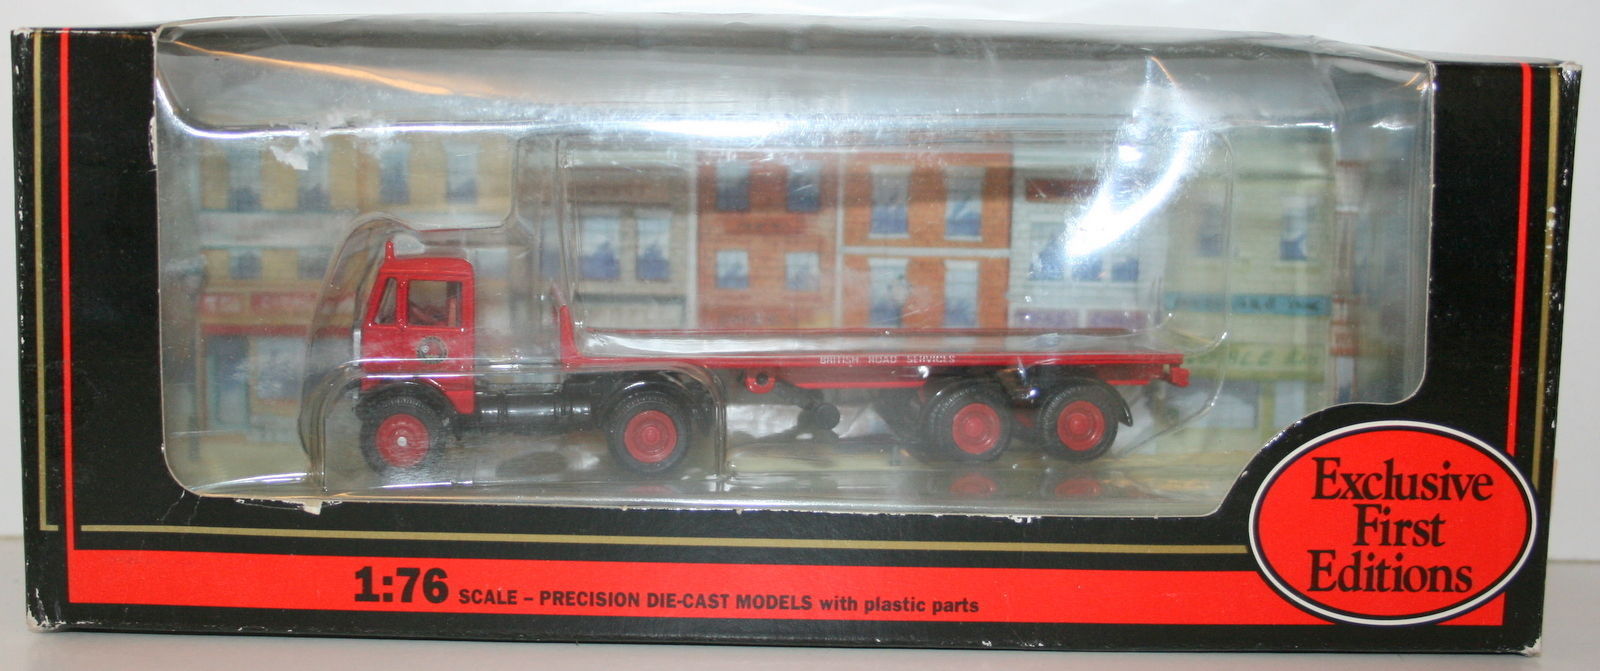 BRITISH ROAD SERVICES
Exclusive
First
Editions
1:76 SCALE – PRECISION DIE-CAST MODELS with plastic parts